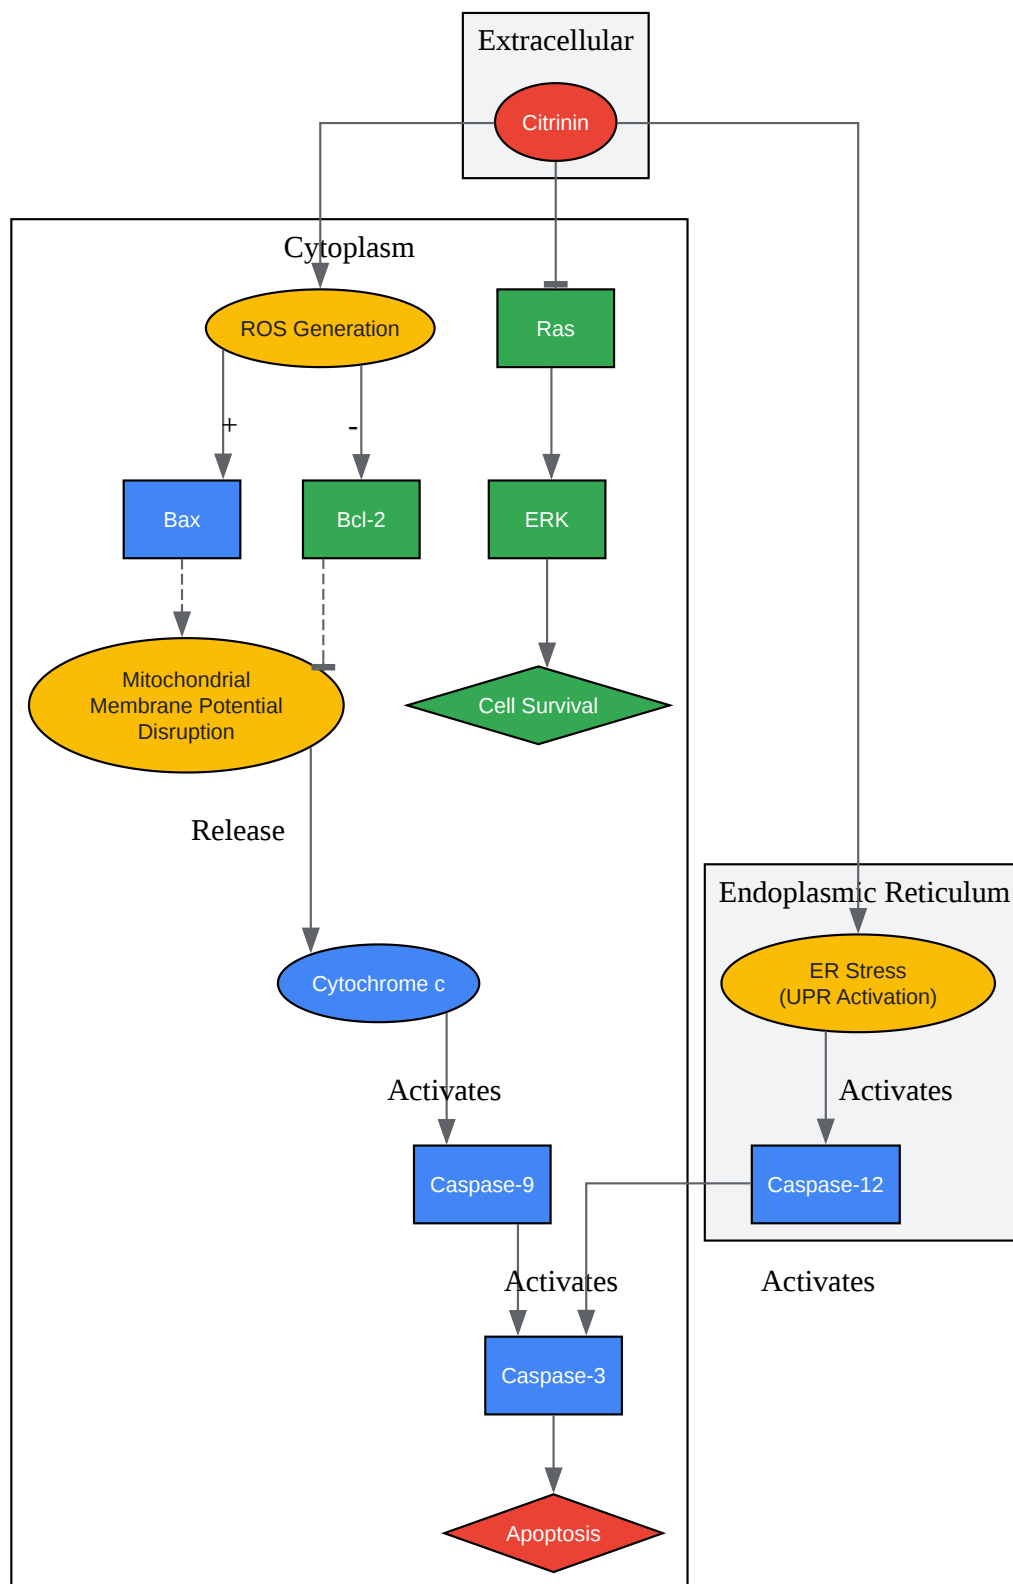 Extracellular
Citrinin
Cytoplasm
ROS Generation
Ras
+
-
Bax
Bcl-2
ERK
Mitochondrial
Membrane Potential
Disruption
Cell Survival
Release
Endoplasmic Reticulum
Cytochrome c
ER Stress
(UPR Activation)
Activates
Activates
Caspase-9
Caspase-12
Activates
Activates
Caspase-3
Apoptosis